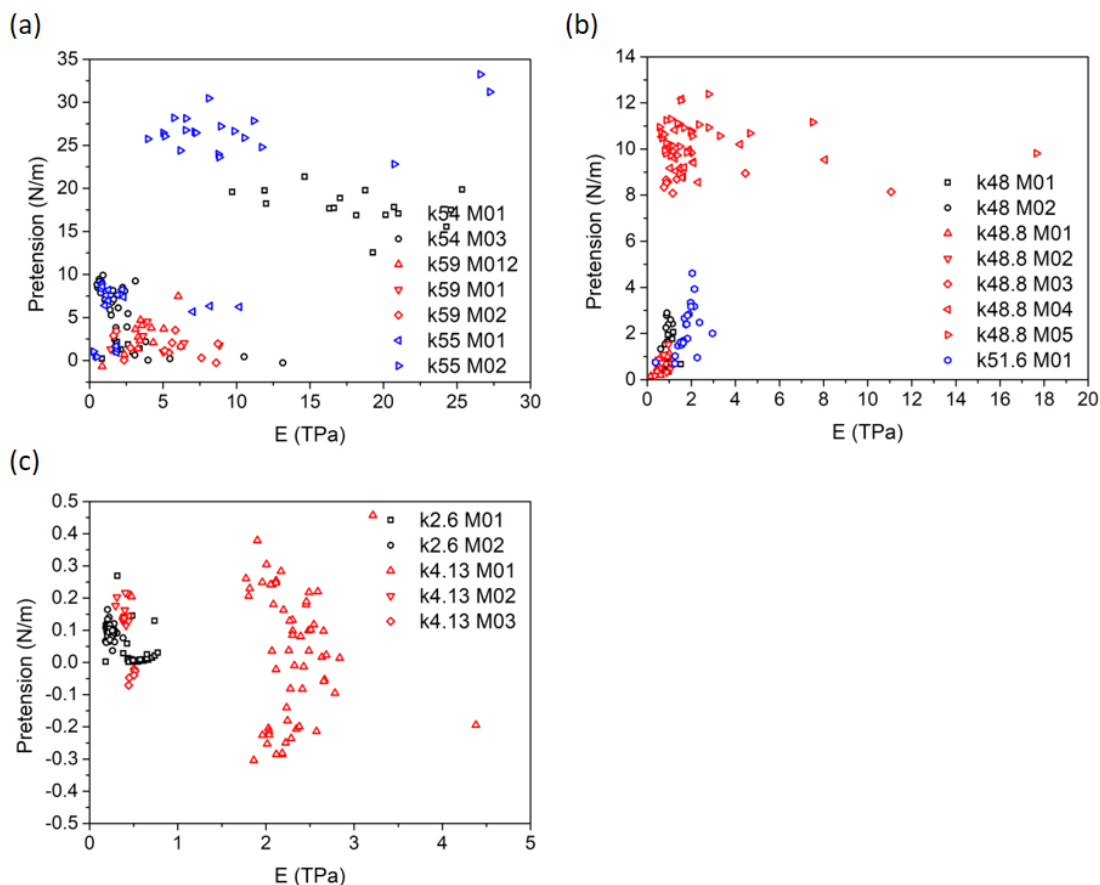 (a)
35
30
25
20
15
10
5
0
Pretension (N/m)
k54 M01
k54 M03
k59 M012
k59 M01
k59 M02
k55 M01
k55 M02
0 5 10 15 20 25 30
E (TPa)
(b)
14
12
10
8
6
4
2
0
Pretension (N/m)
k48 M01
k48 M02
k48.8 M01
k48.8 M02
k48.8 M03
k48.8 M04
k48.8 M05
k51.6 M01
0 2 4 6 8 10 12 14 16 18 20
E (TPa)
(c)
0.5
0.4
0.3
0.2
0.1
0.0
-0.1
-0.2
-0.3
-0.4
-0.5
Pretension (N/m)
k2.6 M01
k2.6 M02
k4.13 M01
k4.13 M02
k4.13 M03
0 1 2 3 4 5
E (TPa)